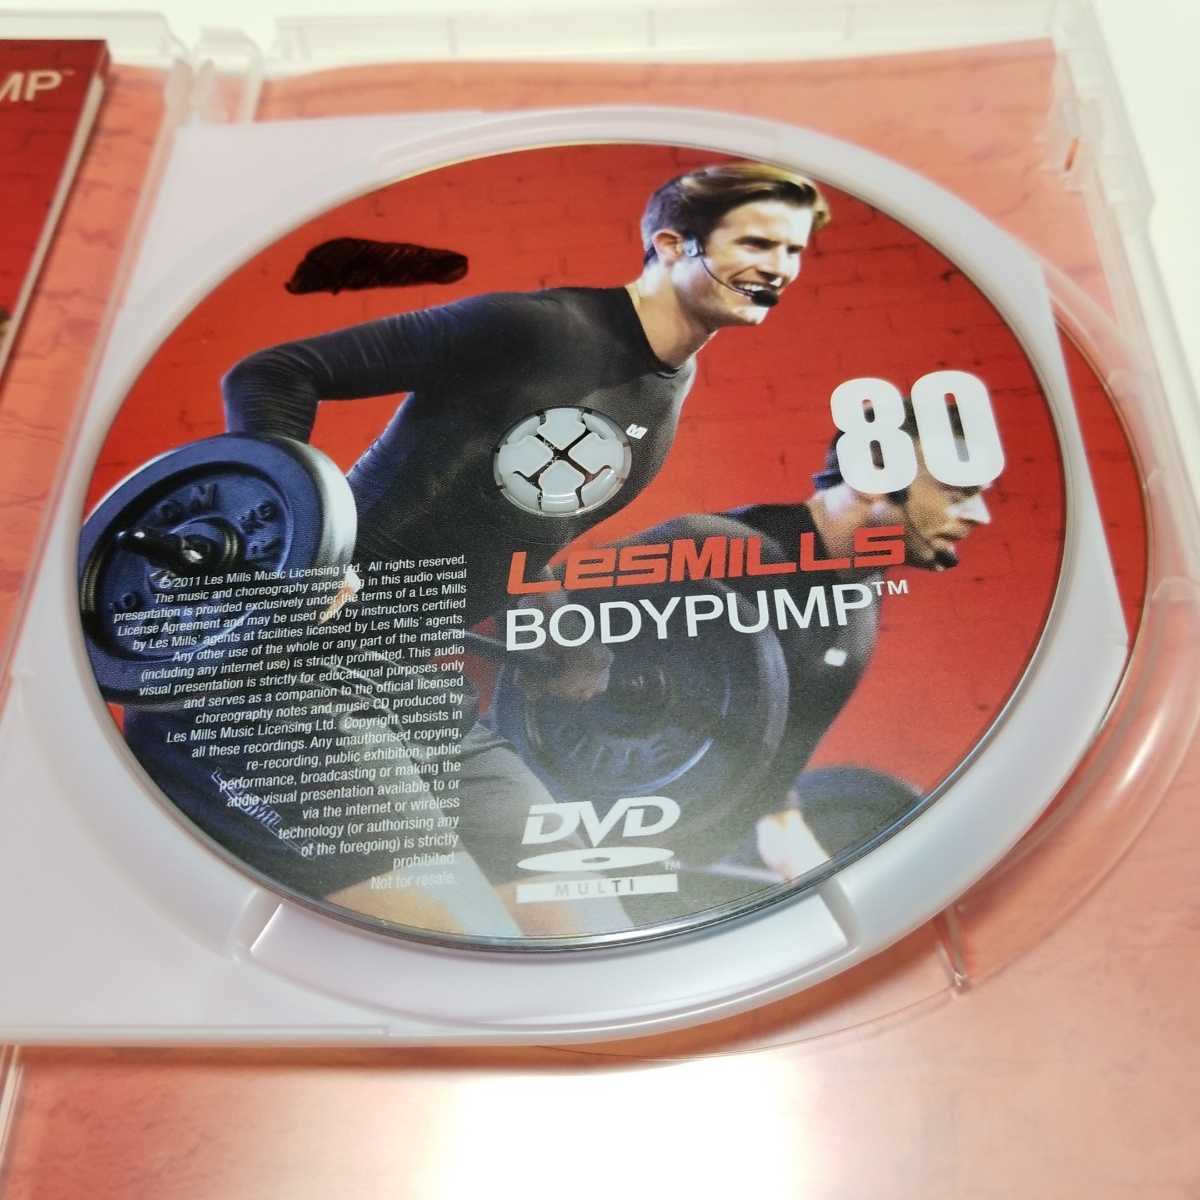 MP™
80
LesMILLS
BODYPUMP™
© 2011 Les Mills Music Licensing Ltd. All rights reserved.
The music and choreography appearing in this audio visual
presentation is provided exclusively under the terms of a Les Mills
License Agreement and may be used only by instructors certified
by Les Mills' agents at facilities licensed by Les Mills' agents.
Any other use of the whole or any part of the material
(including any internet use) is strictly prohibited. This audio
visual presentation is strictly for educational purposes only
and serves as a companion to the official licensed
choreography notes and music CD produced by
Les Mills Music Licensing Ltd. Copyright subsists in
all these recordings. Any unauthorised copying,
re-recording, public exhibition, public
performance, broadcasting or making the
audio visual presentation available to or
via the internet or wireless
technology (or authorising any
of the foregoing) is strictly
prohibited.
Not for resale.
DVD
™
MULTI